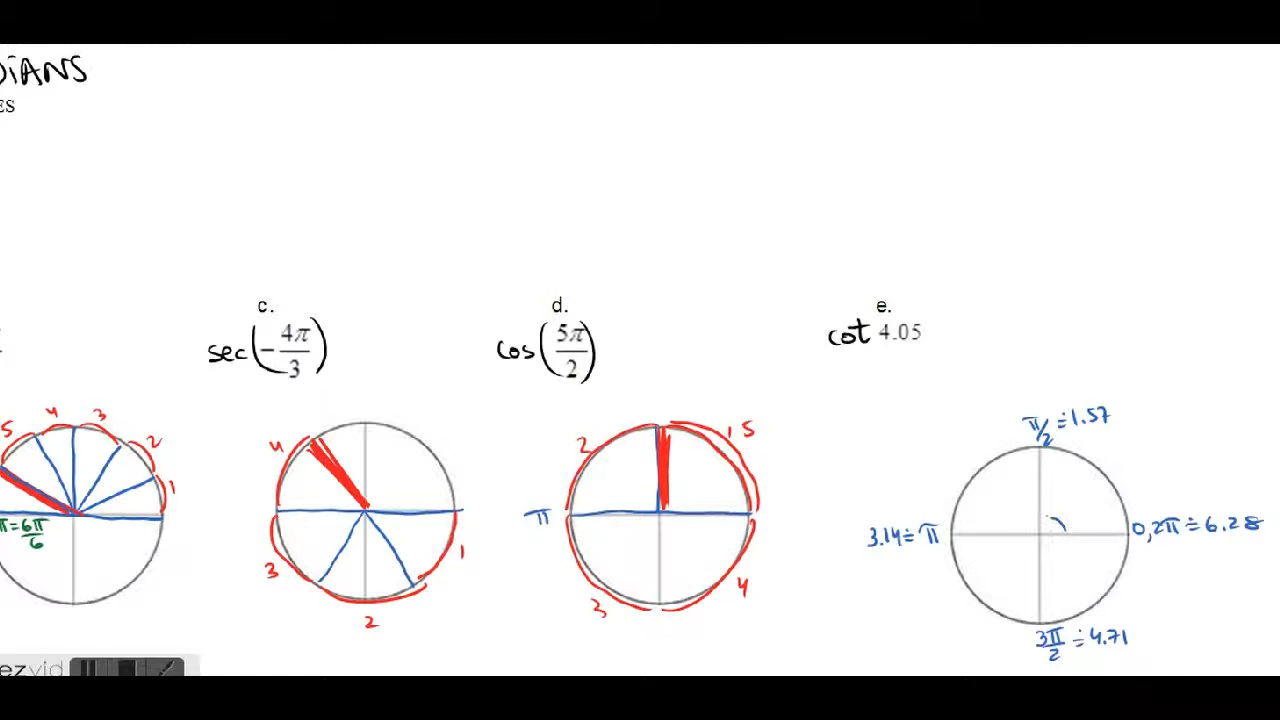 DIANS
ES
c.
sec(-4π/3)
d.
cos(5π/2)
e.
cot 4.05
5 4 3 2 1
π=6π/6
4
3
2
1
2
1 5
π
3
4
π/2 ≐ 1.57
3.14 ≐ π
0,2π ≐ 6.28
3π/2 ≐ 4.71
ezvid